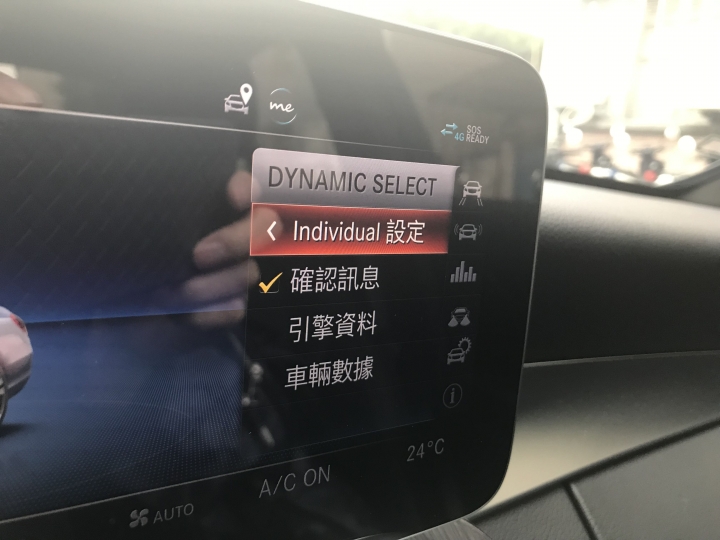 me
4G
SOS
READY
DYNAMIC SELECT
Individual 設定
確認訊息
引擎資料
車輛數據
24°C
A/C ON
AUTO